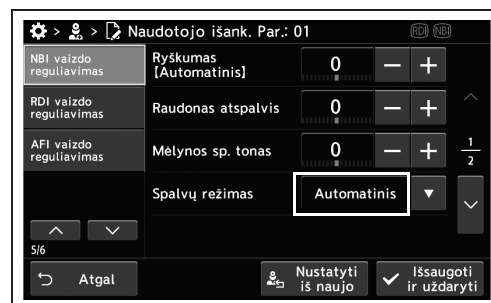 > > Naudotojo išank. Par.: 01 RDI NBI
NBI vaizdo
reguliavimas
RDI vaizdo
reguliavimas
AFI vaizdo
reguliavimas
5/6
Ryškumas
[Automatinis]
0 − +
Raudonas atspalvis
0 − +
Mėlynos sp. tonas
0 − +
Spalvų režimas
Automatinis
1
2
Atgal
Nustatyti
iš naujo
Išsaugoti
ir uždaryti